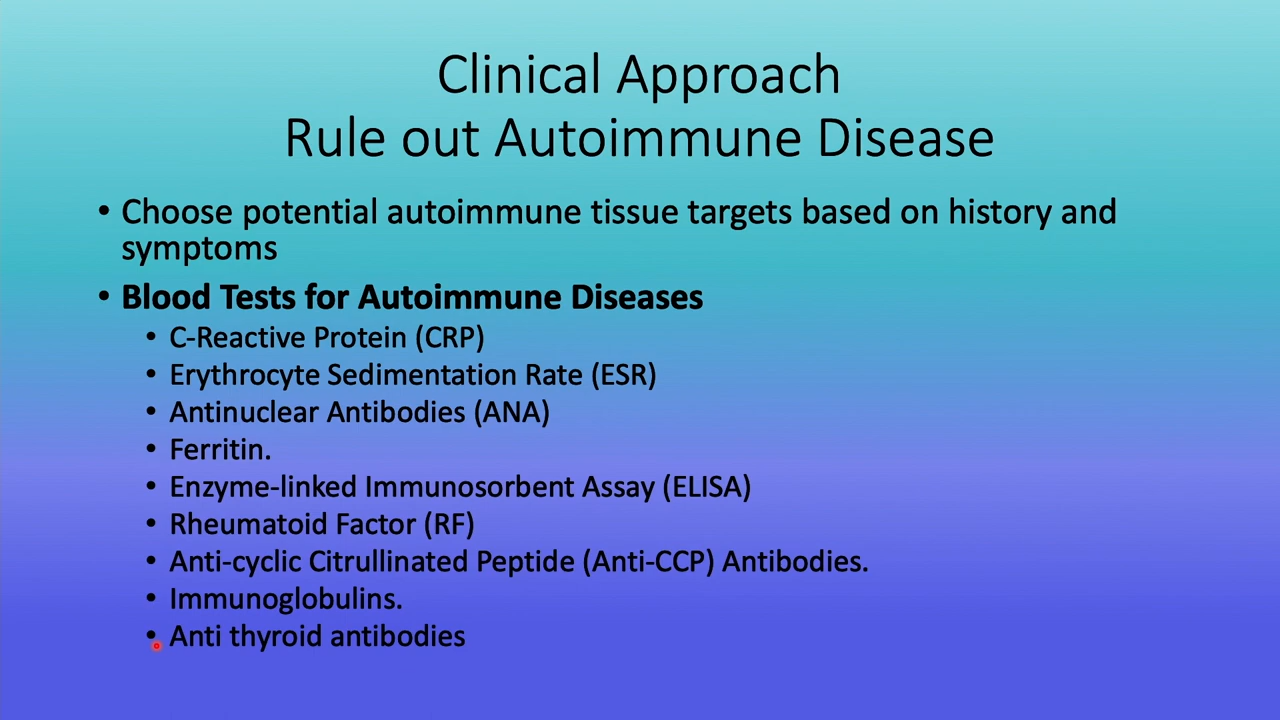 Clinical Approach
Rule out Autoimmune Disease
• Choose potential autoimmune tissue targets based on history and
symptoms
• Blood Tests for Autoimmune Diseases
• C-Reactive Protein (CRP)
• Erythrocyte Sedimentation Rate (ESR)
• Antinuclear Antibodies (ANA)
• Ferritin.
• Enzyme-linked Immunosorbent Assay (ELISA)
• Rheumatoid Factor (RF)
• Anti-cyclic Citrullinated Peptide (Anti-CCP) Antibodies.
• Immunoglobulins.
• Anti thyroid antibodies